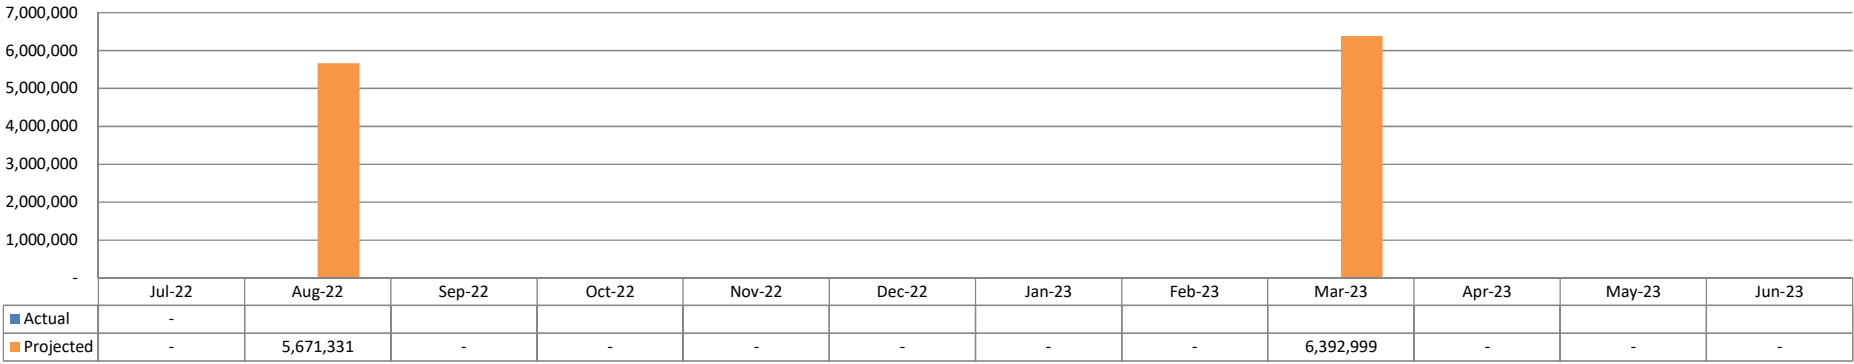 7,000,000
6,000,000
5,000,000
4,000,000
3,000,000
2,000,000
1,000,000
-
Jul-22 Aug-22 Sep-22 Oct-22 Nov-22 Dec-22 Jan-23 Feb-23 Mar-23 Apr-23 May-23 Jun-23
Actual -
Projected - 5,671,331 - - - - - - 6,392,999 - - -